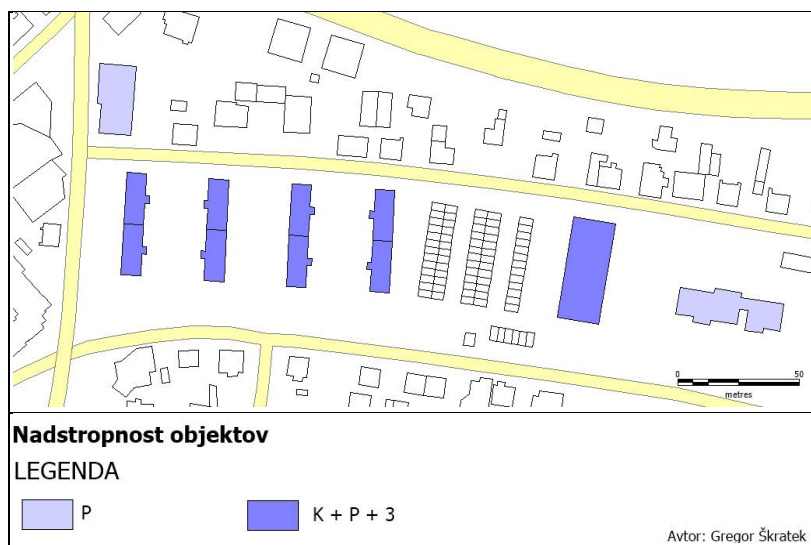 0 50
metres
Nadstropnost objektov
LEGENDA
P K + P + 3
Avtor: Gregor Škratek